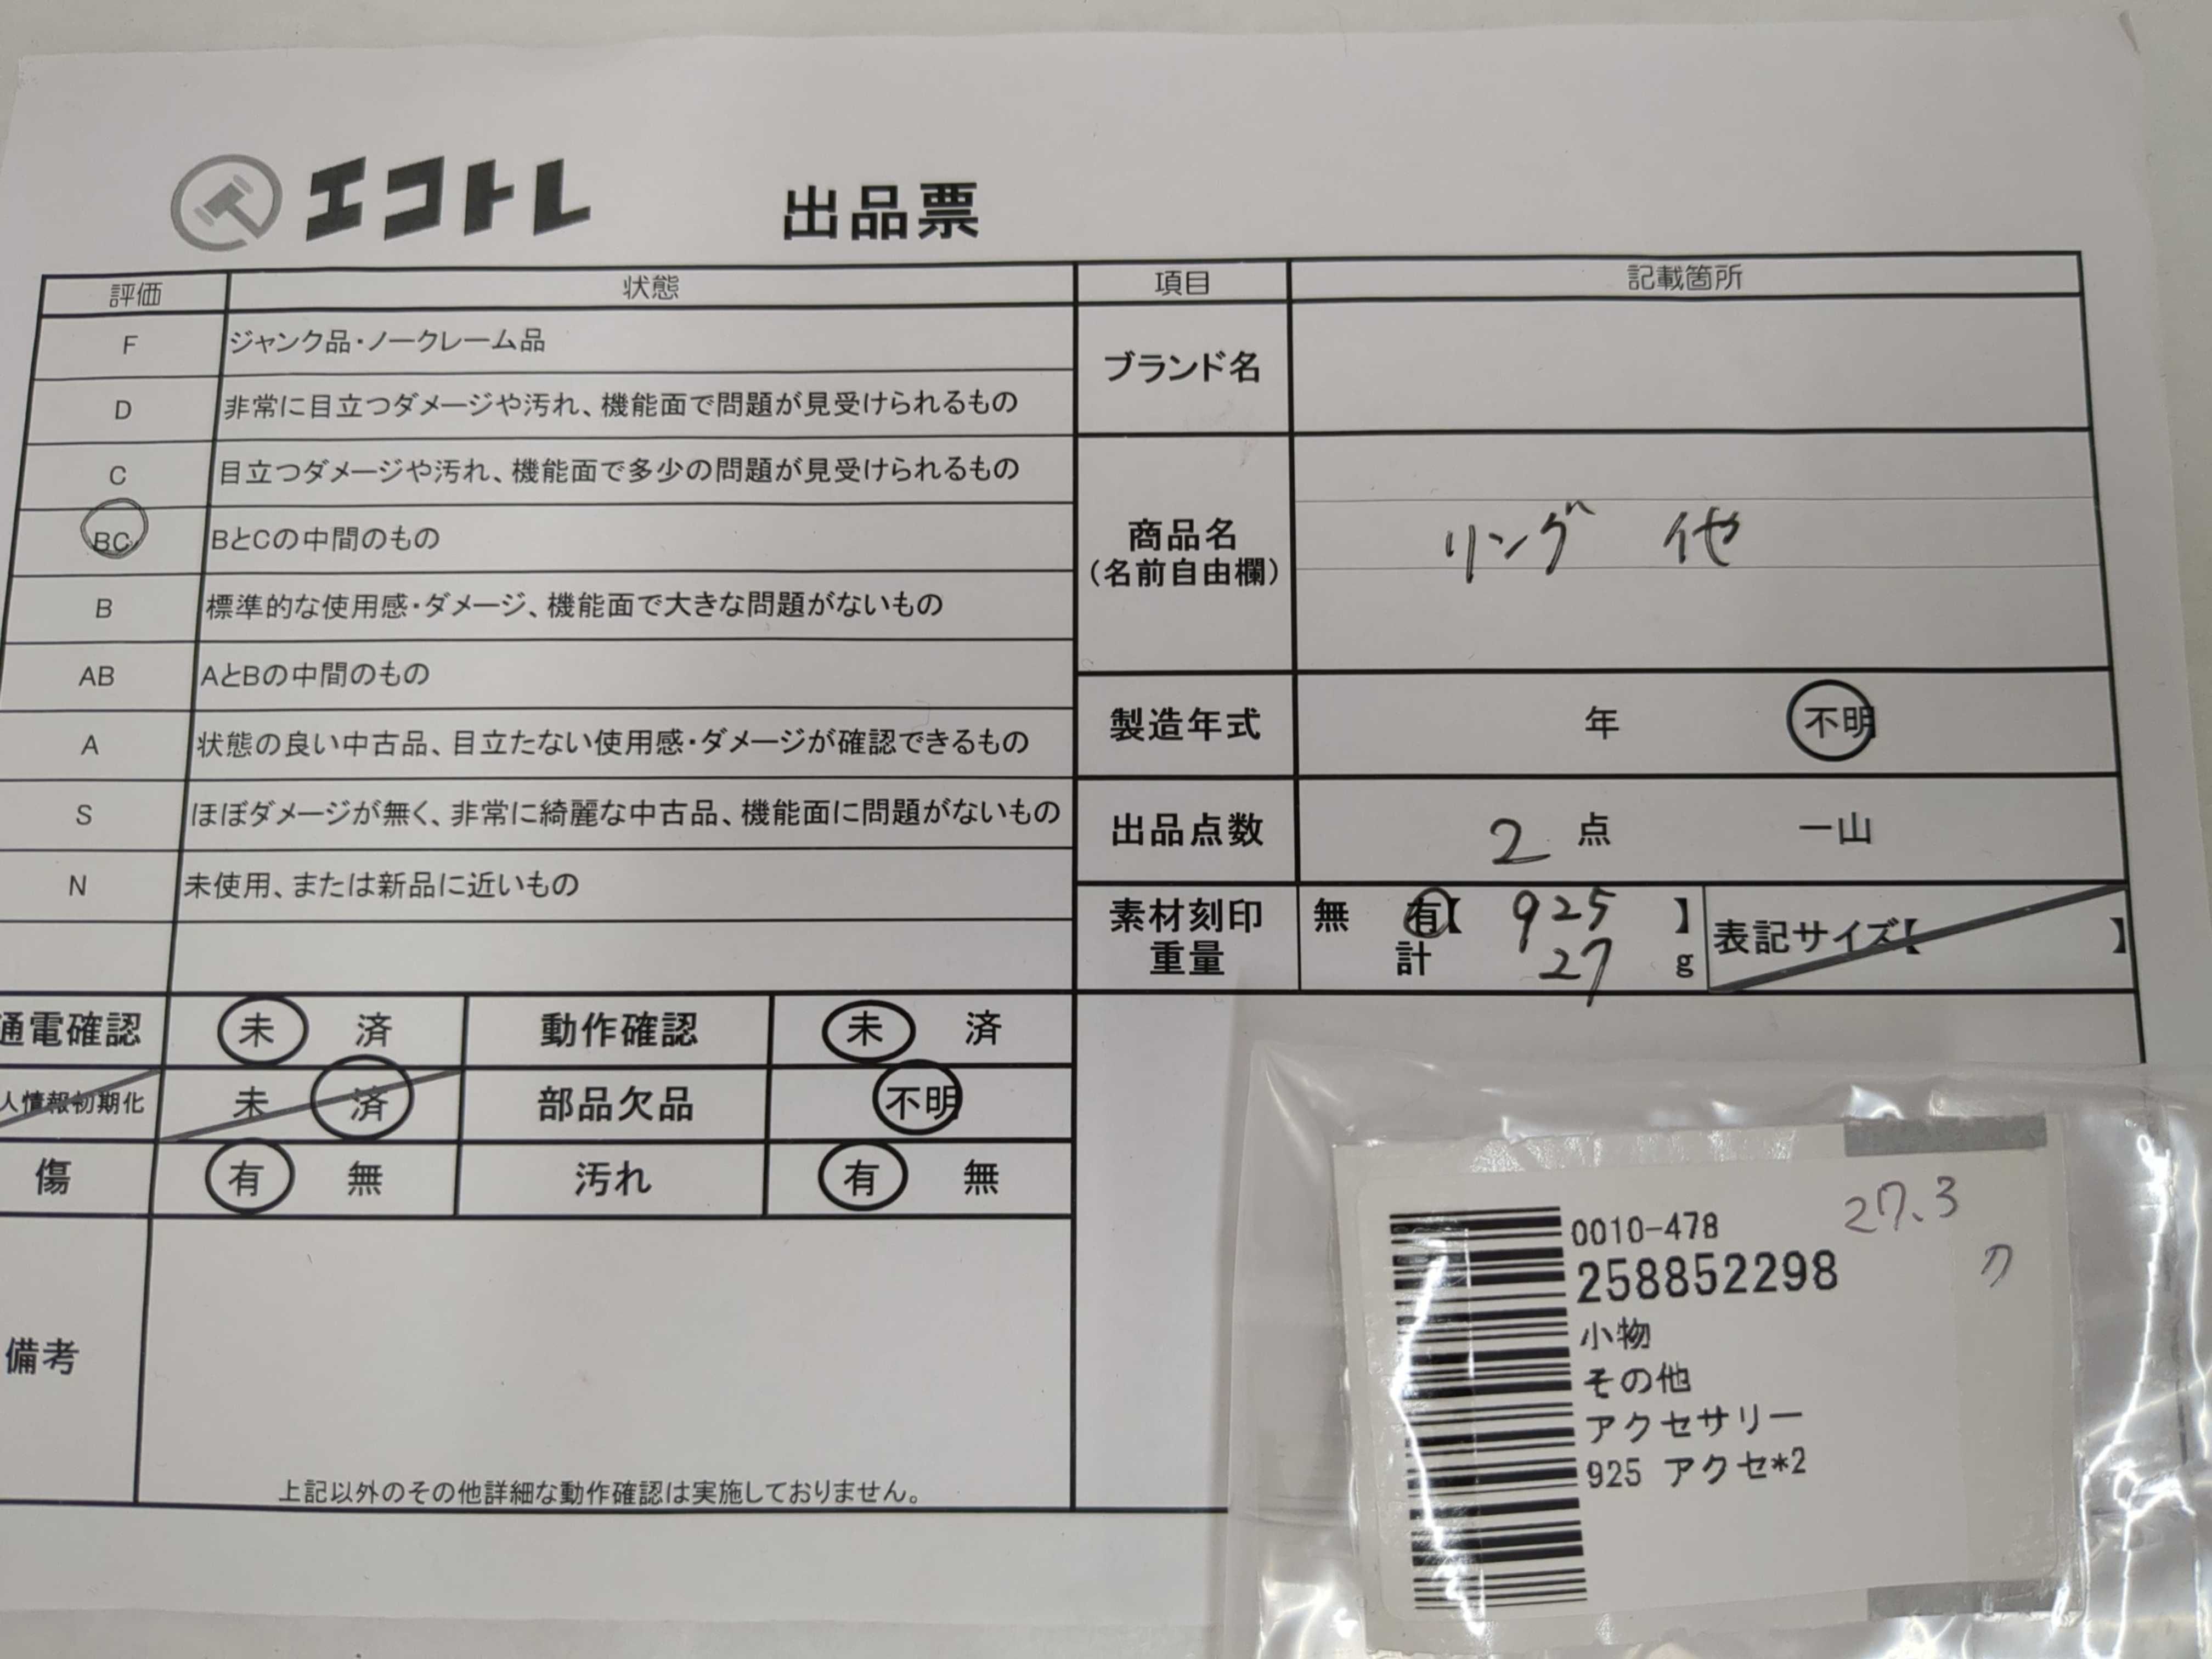 エコトレ 出品票
評価 状態 項目 記載箇所
F ジャンク品・ノークレーム品
D 非常に目立つダメージや汚れ、機能面で問題が見受けられるもの
C 目立つダメージや汚れ、機能面で多少の問題が見受けられるもの
BC BとCの中間のもの
B 標準的な使用感・ダメージ、機能面で大きな問題がないもの
AB AとBの中間のもの
A 状態の良い中古品、目立たない使用感・ダメージが確認できるもの
S ほぼダメージが無く、非常に綺麗な中古品、機能面に問題がないもの
N 未使用、または新品に近いもの
ブランド名
商品名
(名前自由欄)
リング 他
製造年式 年 不明
出品点数 2 点 一山
素材刻印 無 有【 925 】
重量 計 27 g
表記サイズ【 】
通電確認 未 済 動作確認 未 済
人情報初期化 未 済 部品欠品 不明
傷 有 無 汚れ 有 無
備考
上記以外のその他詳細な動作確認は実施しておりません。
27.3
0010-478
258852298
小物
その他
アクセサリー
925 アクセ*2